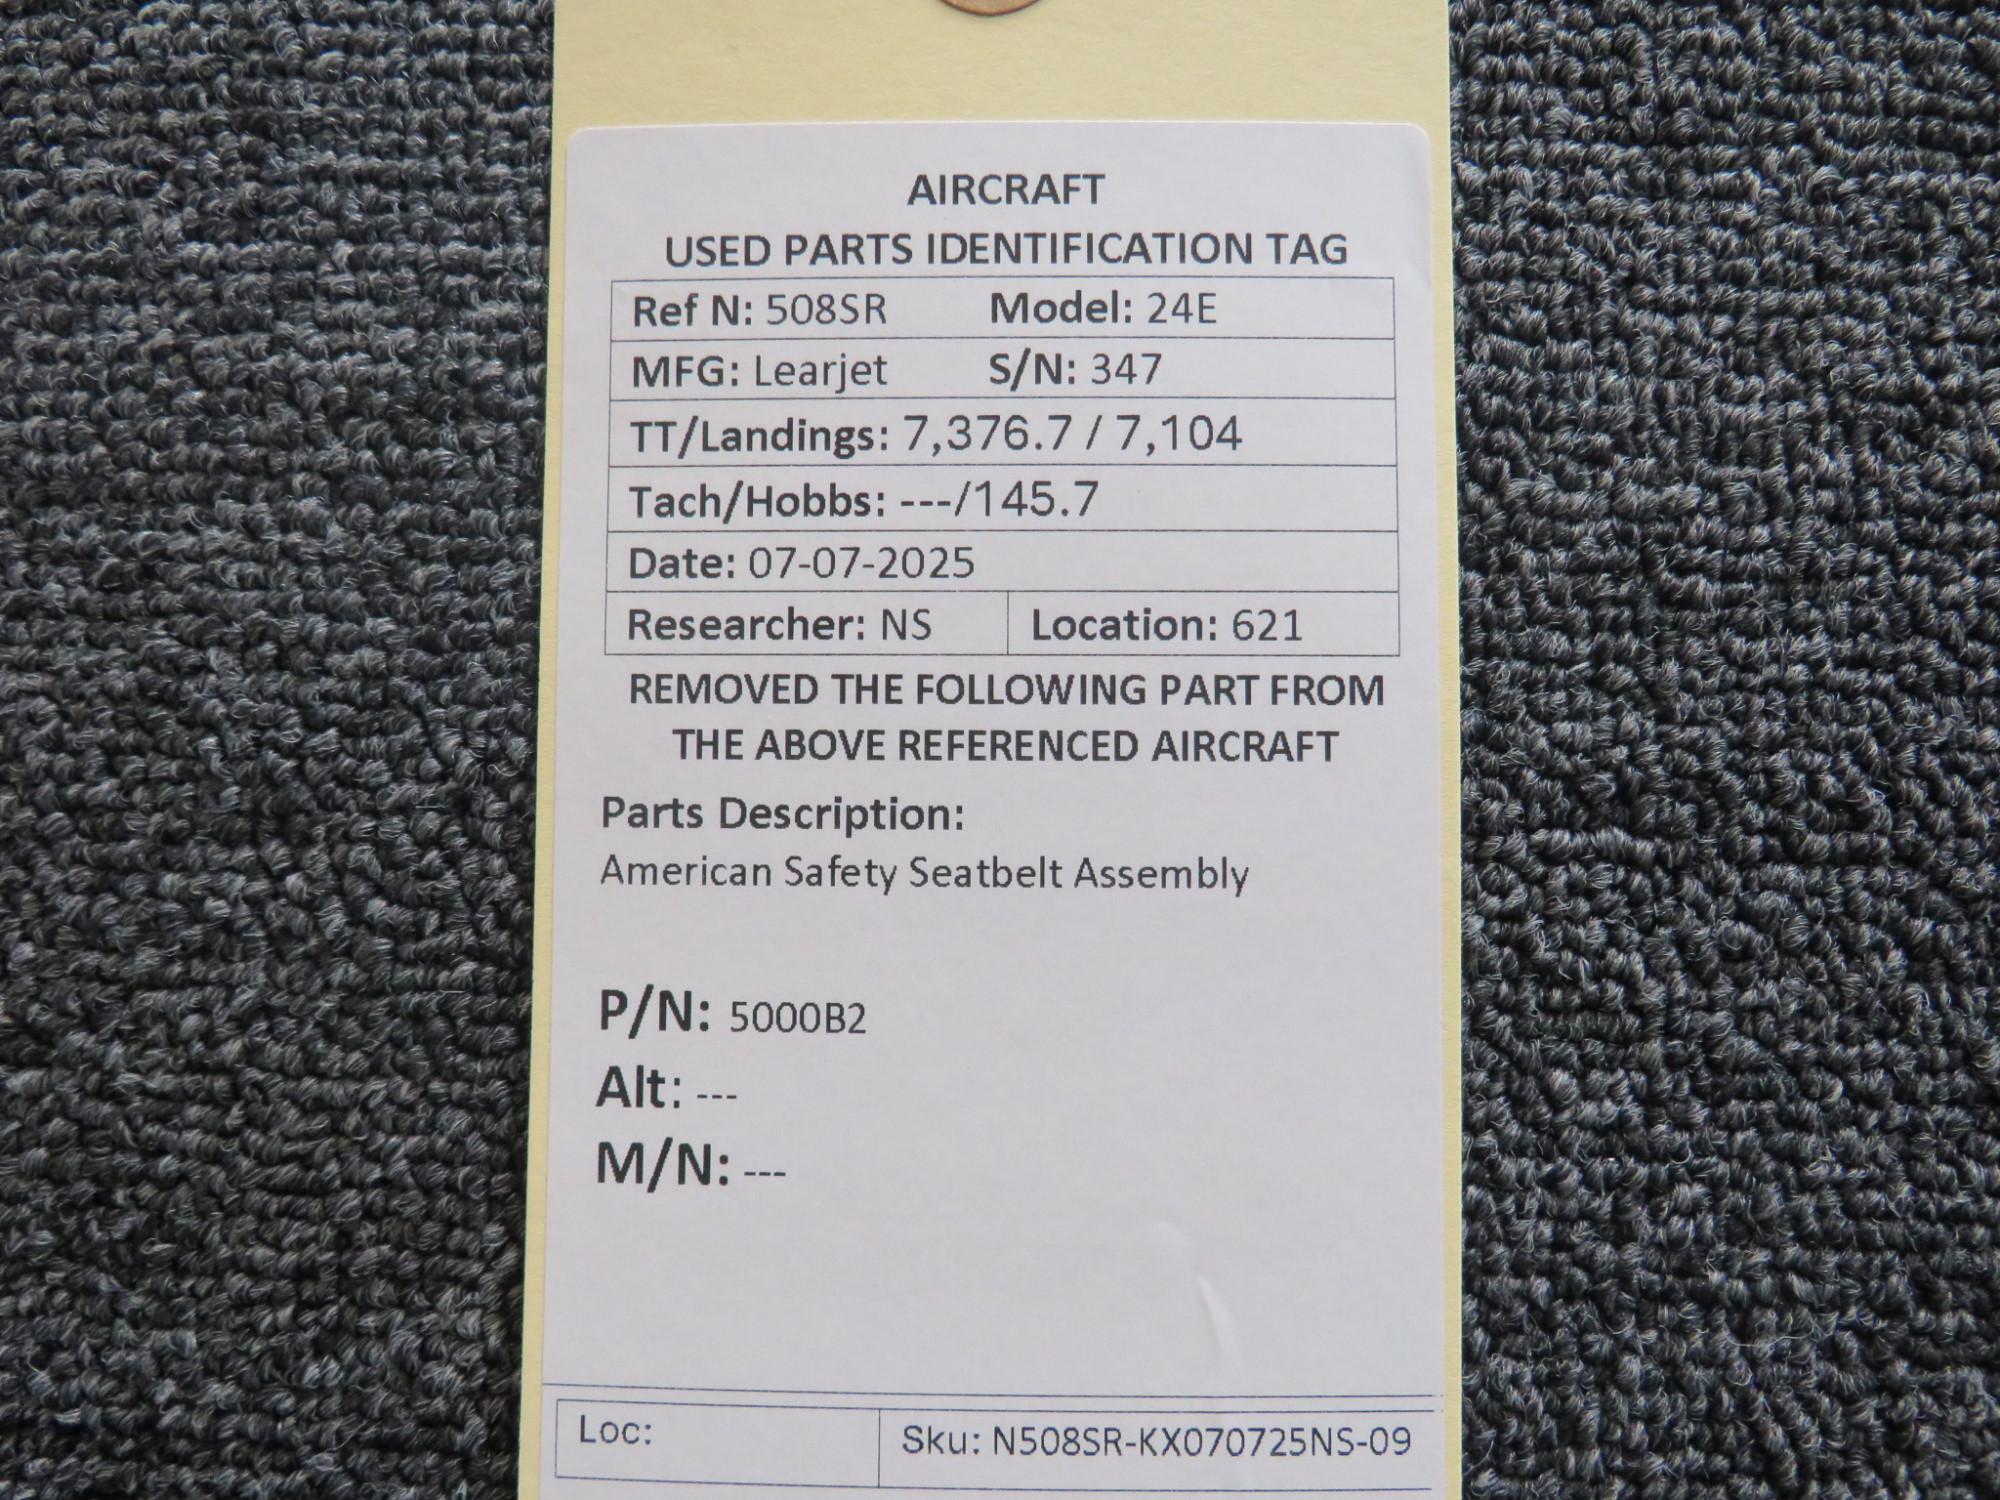 AIRCRAFT
USED PARTS IDENTIFICATION TAG
Ref N: 508SR Model: 24E
MFG: Learjet S/N: 347
TT/Landings: 7,376.7 / 7,104
Tach/Hobbs: ---/145.7
Date: 07-07-2025
Researcher: NS Location: 621
REMOVED THE FOLLOWING PART FROM
THE ABOVE REFERENCED AIRCRAFT
Parts Description:
American Safety Seatbelt Assembly
P/N: 5000B2
Alt: ---
M/N: ---
Loc: Sku: N508SR-KX070725NS-09